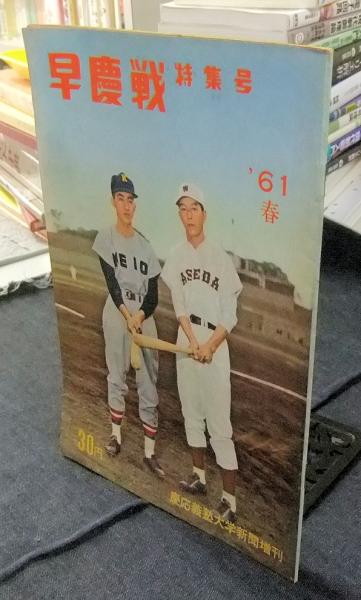 早慶戦 特集号
'61
春
KEIO
WASEDA
30円
慶応義塾大学新聞増刊